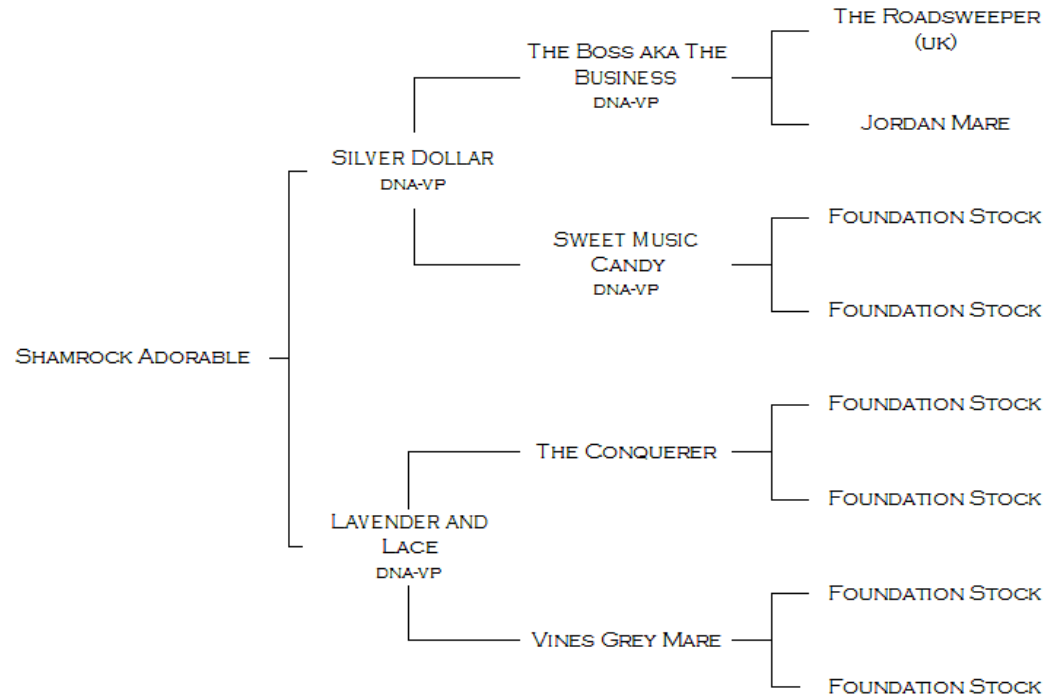 The Roadsweeper
(UK)
The Boss aka The
Business
DNA-VP
Jordan Mare
Silver Dollar
DNA-VP
Foundation Stock
Sweet Music
Candy
DNA-VP
Foundation Stock
Shamrock Adorable
Foundation Stock
The Conquerer
Foundation Stock
Lavender and
Lace
DNA-VP
Foundation Stock
Vines Grey Mare
Foundation Stock